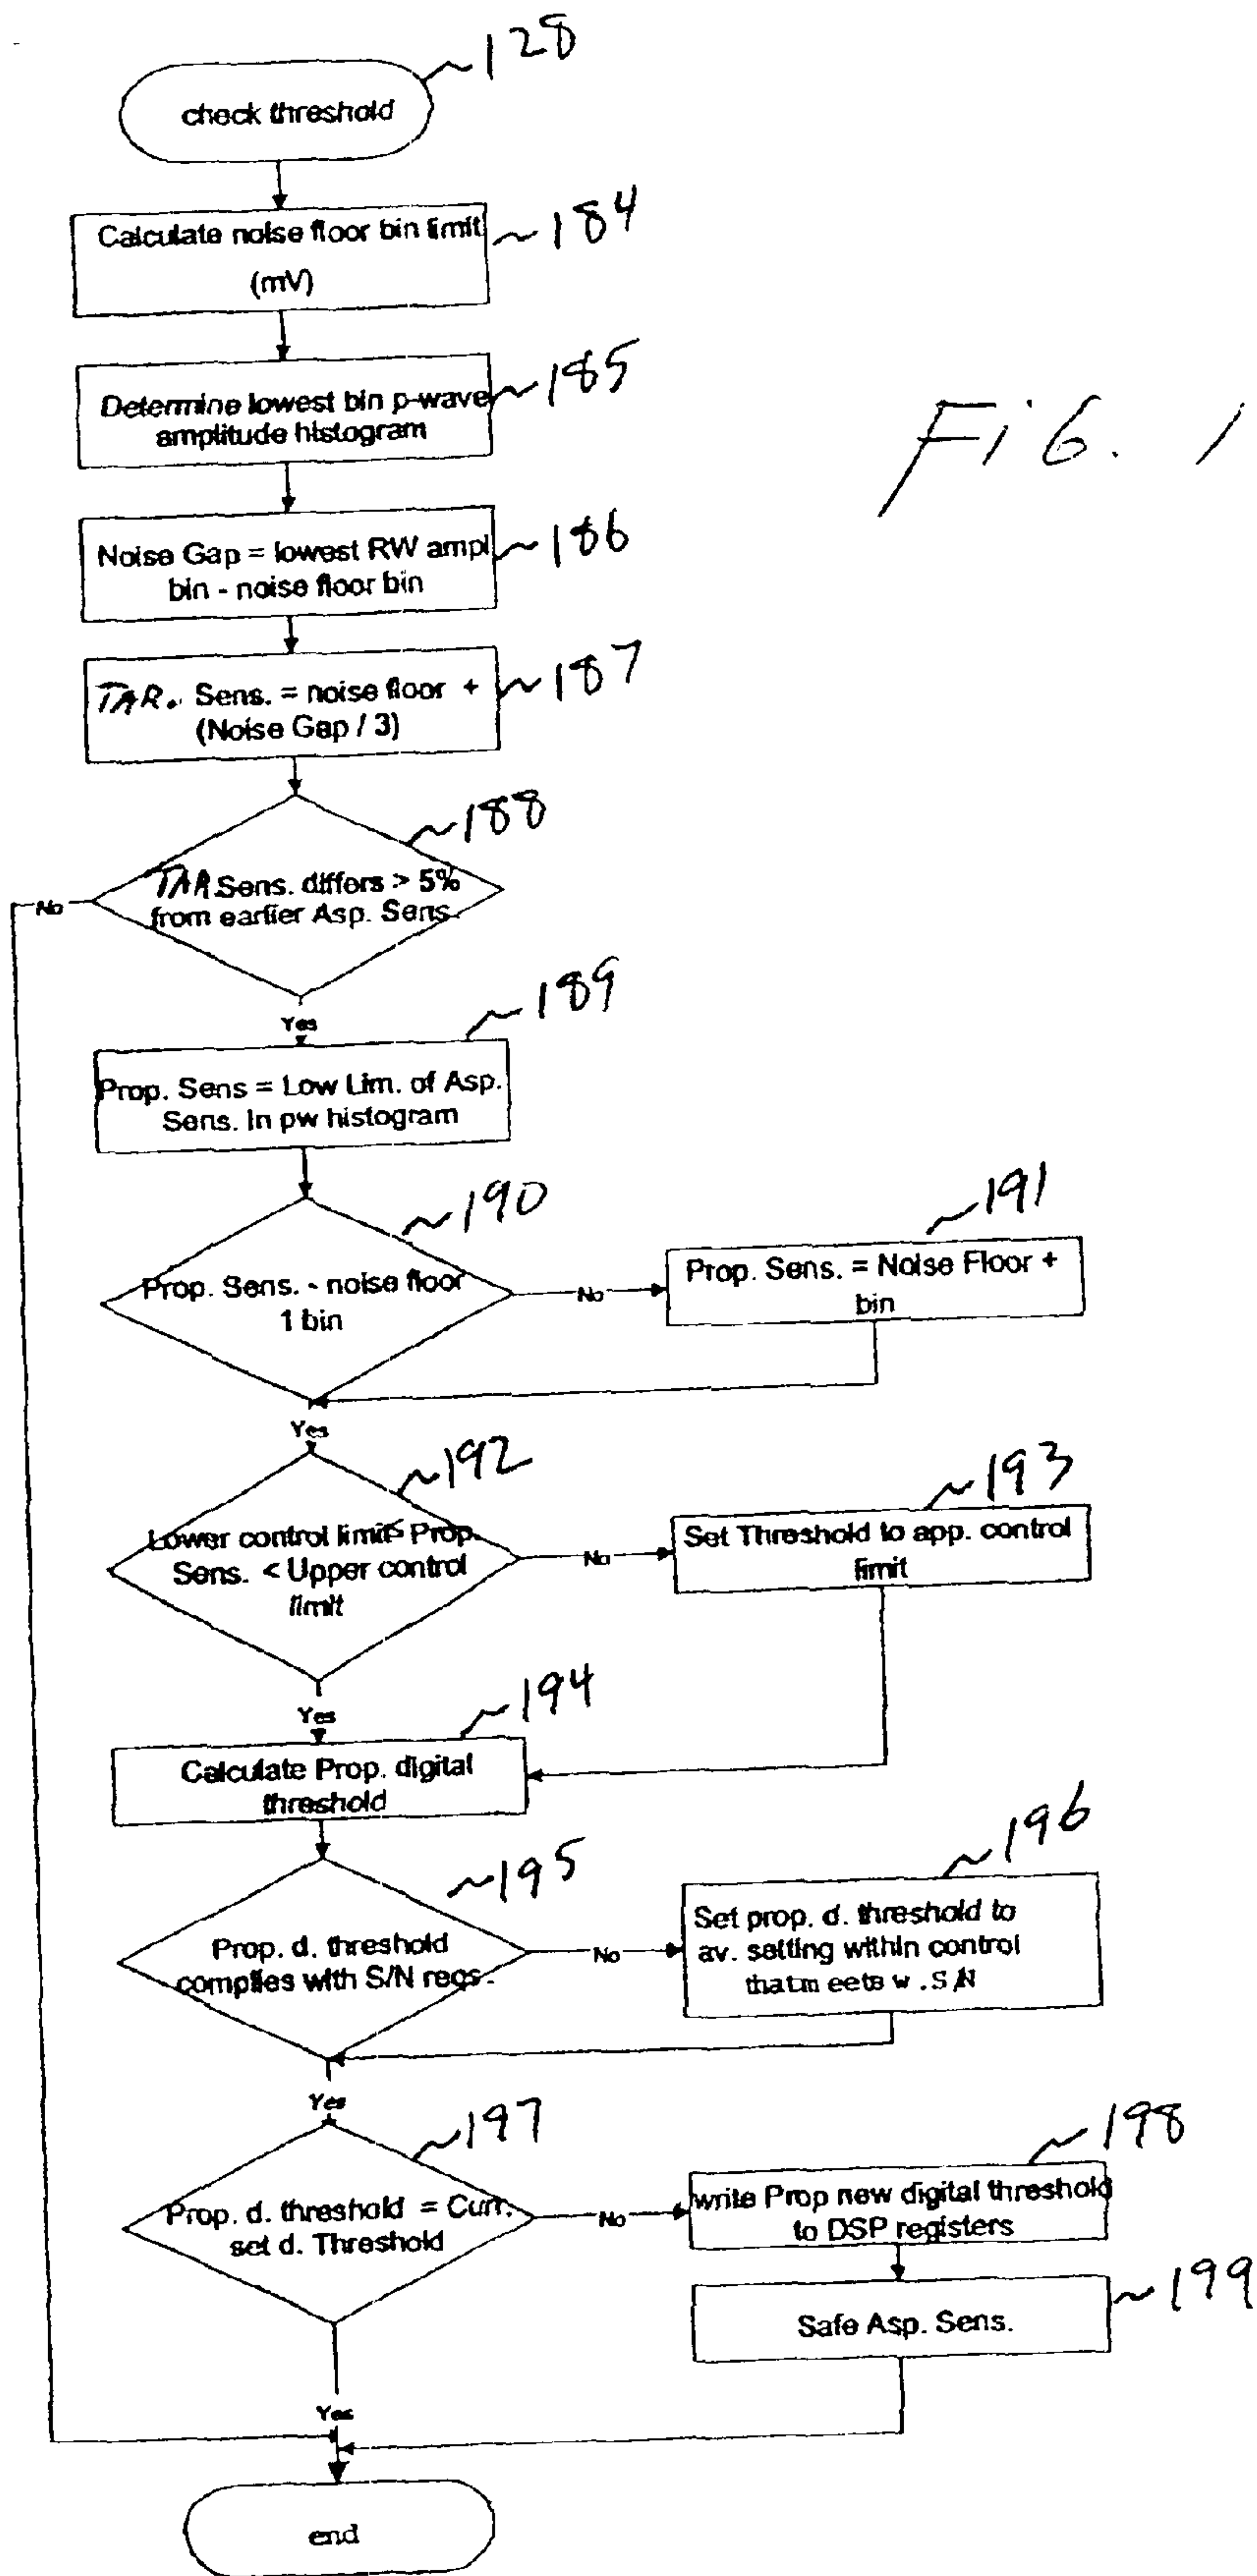 128
check threshold
Calculate noise floor bin limit
(mV)
184
Determine lowest bin p-wave
amplitude histogram
185
FiG. 1
Noise Gap = lowest RW ampl
bin - noise floor bin
186
TAR. Sens. = noise floor +
(Noise Gap / 3)
187
188
TAR Sens. differs > 5%
from earlier Asp. Sens.
No
Yes
189
Prop. Sens = Low Lim. of Asp.
Sens. In pw histogram
190
Prop. Sens. - noise floor
1 bin
No
191
Prop. Sens. = Noise Floor +
bin
Yes
192
Lower control limit< Prop.
Sens. < Upper control
limit
No
193
Set Threshold to app. control
limit
Yes
194
Calculate Prop. digital
threshold
195
Prop. d. threshold
complies with S/N reqs.
No
196
Set prop. d. threshold to
av. setting within control
that meets w. S/N
Yes
197
Prop. d. threshold = Curr.
set d. Threshold
No
198
write Prop new digital threshold
to DSP registers
199
Safe Asp. Sens.
Yes
end